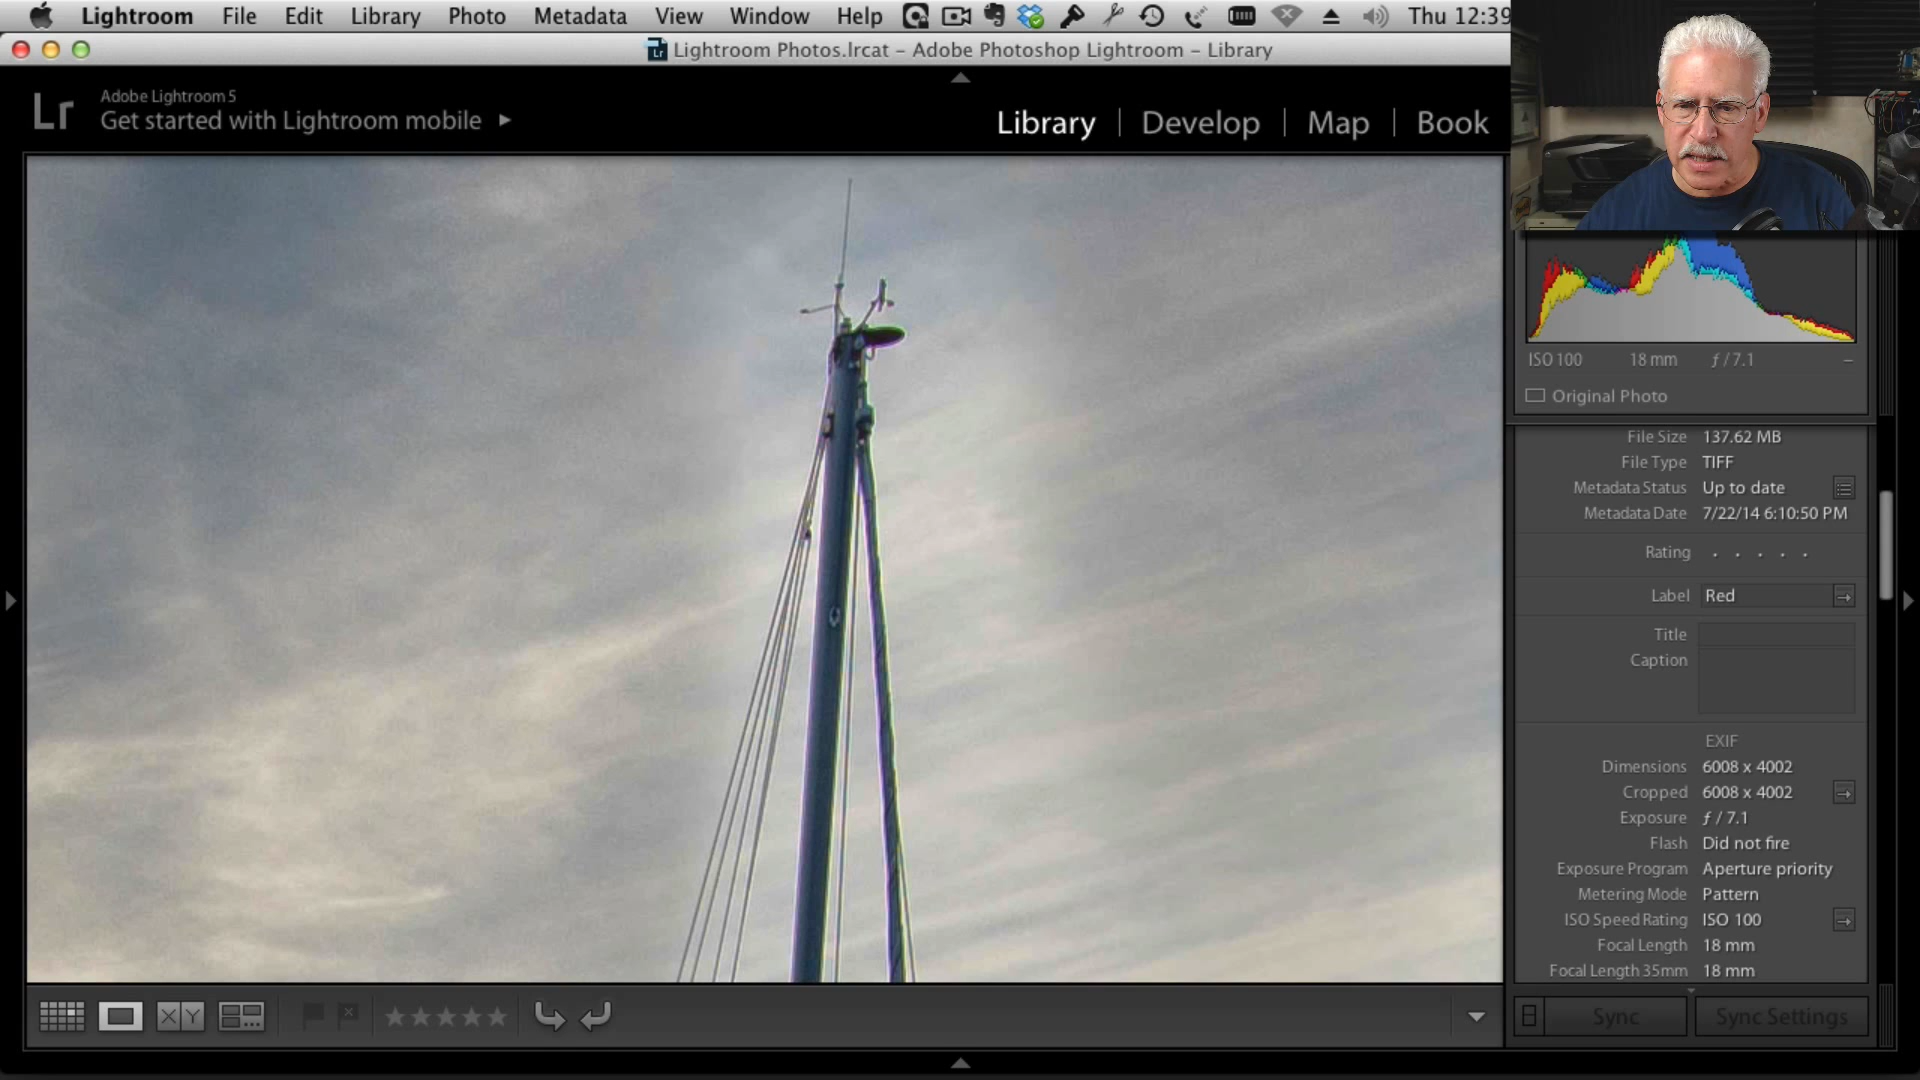 Lightroom File Edit Library Photo Metadata View Window Help Thu 12:39
Lr Lightroom Photos.lrcat – Adobe Photoshop Lightroom – Library
Lr Adobe Lightroom 5
Get started with Lightroom mobile
Library | Develop | Map | Book
ISO 100 18 mm ƒ / 7.1 –
Original Photo
File Size 137.62 MB
File Type TIFF
Metadata Status Up to date
Metadata Date 7/22/14 6:10:50 PM
Rating . . . . .
Label Red
Title
Caption
EXIF
Dimensions 6008 x 4002
Cropped 6008 x 4002
Exposure ƒ / 7.1
Flash Did not fire
Exposure Program Aperture priority
Metering Mode Pattern
ISO Speed Rating ISO 100
Focal Length 18 mm
Focal Length 35mm 18 mm
X Y
Sync Sync Settings